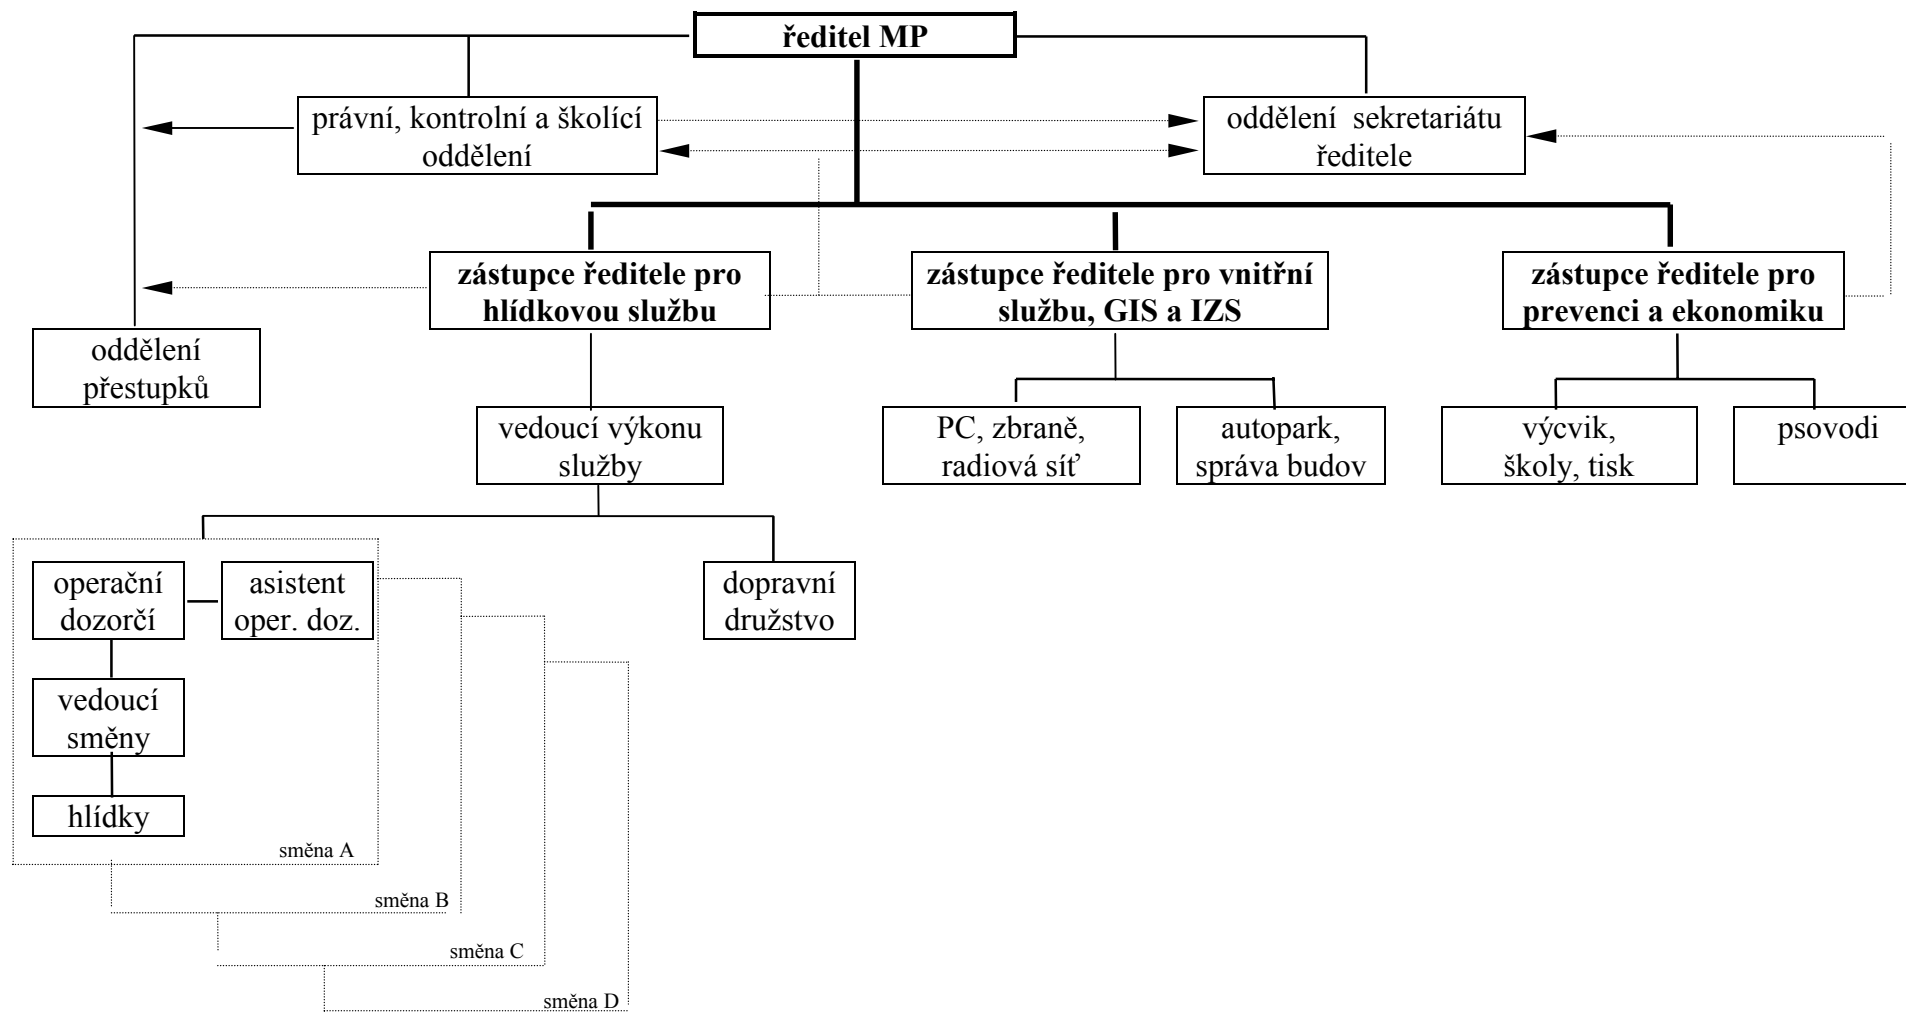 ředitel MP
právní, kontrolní a školící
oddělení
oddělení sekretariátu
ředitele
zástupce ředitele pro
hlídkovou službu
zástupce ředitele pro vnitřní
službu, GIS a IZS
zástupce ředitele pro
prevenci a ekonomiku
oddělení
přestupků
vedoucí výkonu
služby
PC, zbraně,
radiová síť
autopark,
správa budov
výcvik,
školy, tisk
psovodi
operační
dozorčí
asistent
oper. doz.
dopravní
družstvo
vedoucí
směny
hlídky
směna A
směna B
směna C
směna D